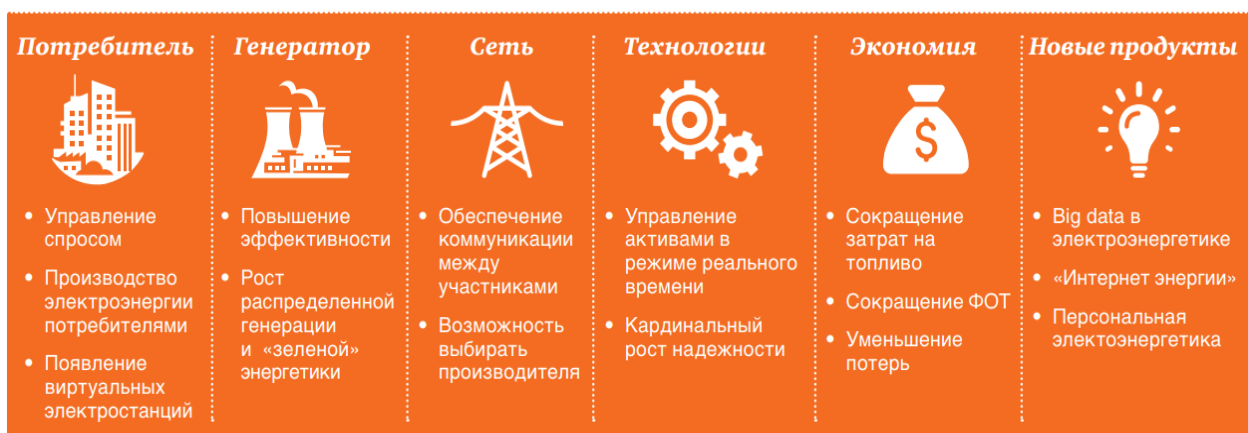 Потребитель
• Управление
спросом
• Производство
электроэнергии
потребителями
• Появление
виртуальных
электростанций
Генератор
• Повышение
эффективности
• Рост
распределенной
генерации
и «зеленой»
энергетики
Сеть
• Обеспечение
коммуникации
между
участниками
• Возможность
выбирать
производителя
Технологии
• Управление
активами в
режиме реального
времени
• Кардинальный
рост надежности
Экономия
$
• Сокращение
затрат на
топливо
• Сокращение ФОТ
• Уменьшение
потерь
Новые продукты
• Big data в
электроэнергетике
• «Интернет энергии»
• Персональная
электоэнергетика